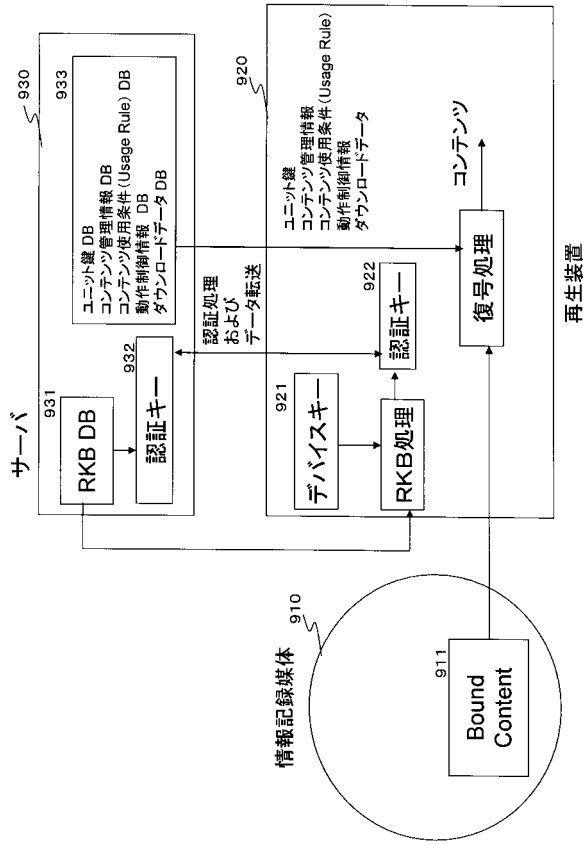 サーバ
930
931
RKB DB
932
認証キー
933
ユニット鍵 DB
コンテンツ管理情報 DB
コンテンツ使用条件(Usage Rule) DB
動作制御情報 DB
ダウンロードデータ DB
認証処理
および
データ転送
920
921
デバイスキー
RKB処理
922
認証キー
ユニット鍵
コンテンツ管理情報
コンテンツ使用条件(Usage Rule)
動作制御情報
ダウンロードデータ
復号処理
コンテンツ
再生装置
情報記録媒体
910
911
Bound
Content